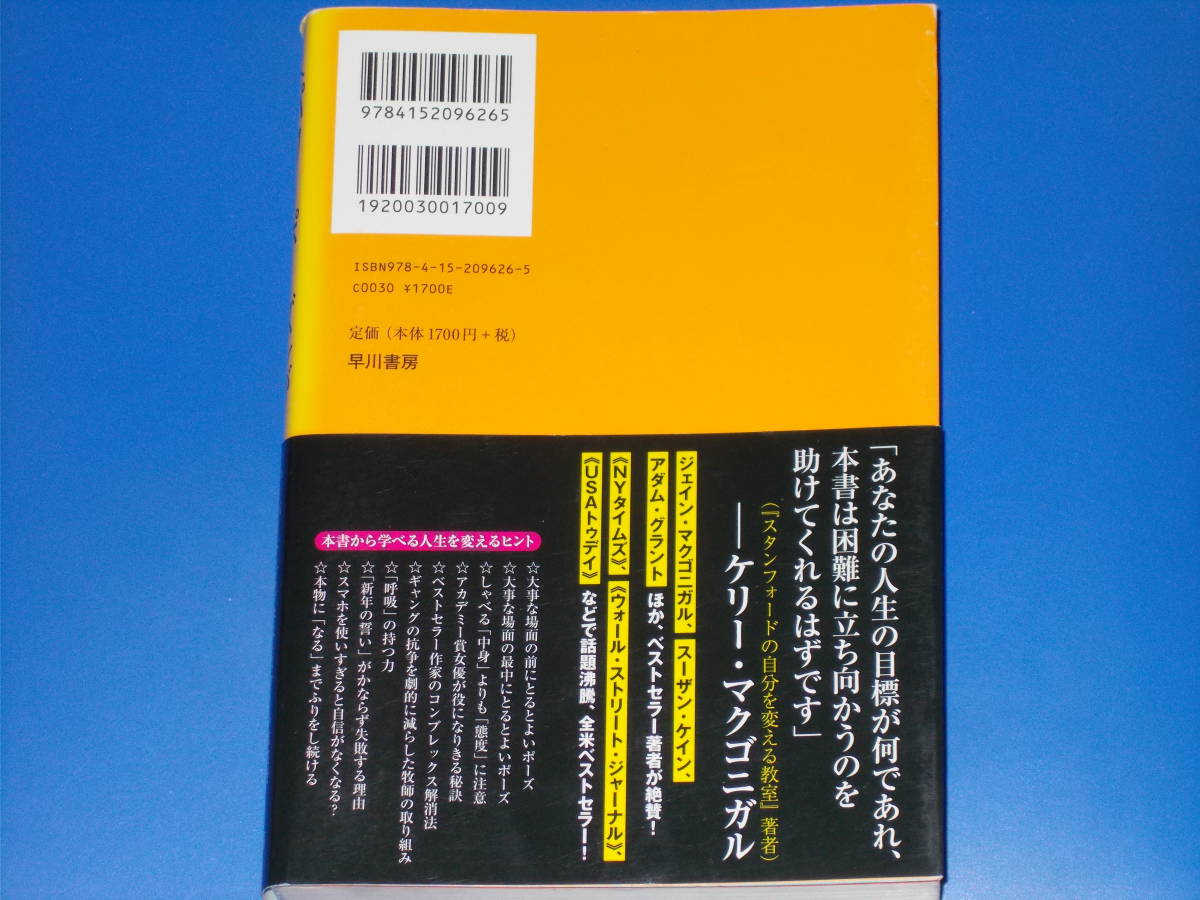 9784152096265
1920030017009
ISBN978-4-15-209626-5
C0030 ¥1700E
定価（本体1700円＋税）
早川書房
「あなたの人生の目標が何であれ、
本書は困難に立ち向かうのを
助けてくれるはずです」
（『スタンフォードの自分を変える教室』著者）
――ケリー・マクゴニガル
ジェイン・マクゴニガル、スーザン・ケイン、
アダム・グラント ほか、ベストセラー著者が絶賛！
《NYタイムズ》、《ウォール・ストリート・ジャーナル》、
《USAトゥデイ》などで話題沸騰、全米ベストセラー！
本書から学べる人生を変えるヒント
☆大事な場面の前にとるとよいポーズ
☆大事な場面の最中にとるとよいポーズ
☆しゃべる「中身」よりも「態度」に注意
☆アカデミー賞女優が役になりきる秘訣
☆ベストセラー作家のコンプレックス解消法
☆ギャングの抗争を劇的に減らした牧師の取り組み
☆「呼吸」の持つ力
☆「新年の誓い」がかならず失敗する理由
☆スマホを使いすぎると自信がなくなる？
☆本物に「なる」までふりをし続ける